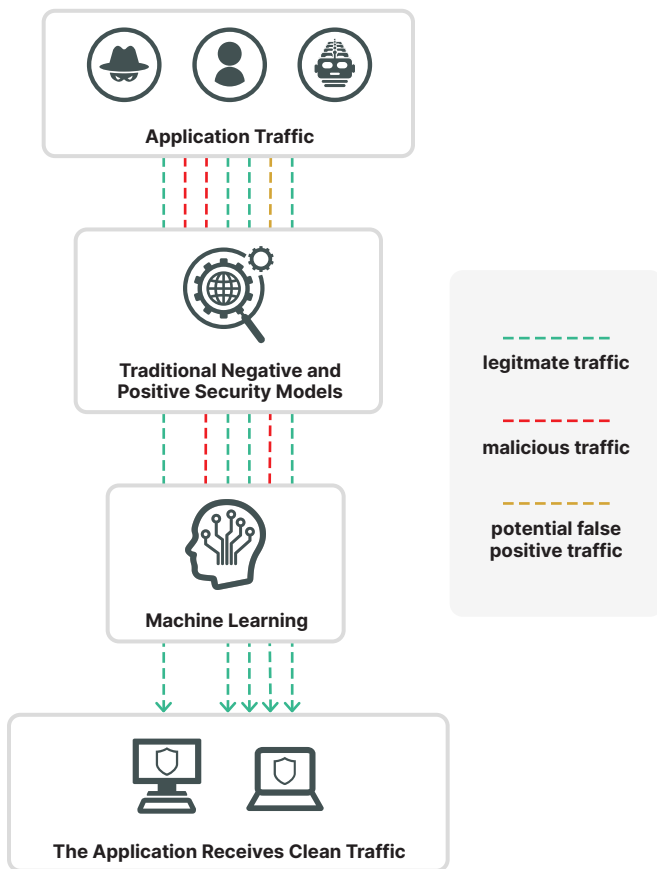 Application Traffic
Traditional Negative and
Positive Security Models
legitmate traffic
malicious traffic
potential false
positive traffic
Machine Learning
The Application Receives Clean Traffic